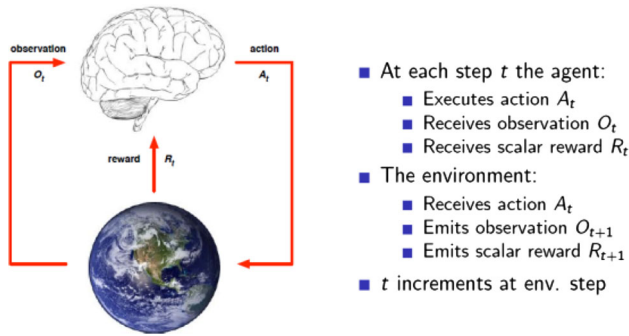 observation
Oₜ
action
Aₜ
reward Rₜ
At each step t the agent:
Executes action Aₜ
Receives observation Oₜ
Receives scalar reward Rₜ
The environment:
Receives action Aₜ
Emits observation Oₜ₊₁
Emits scalar reward Rₜ₊₁
t increments at env. step